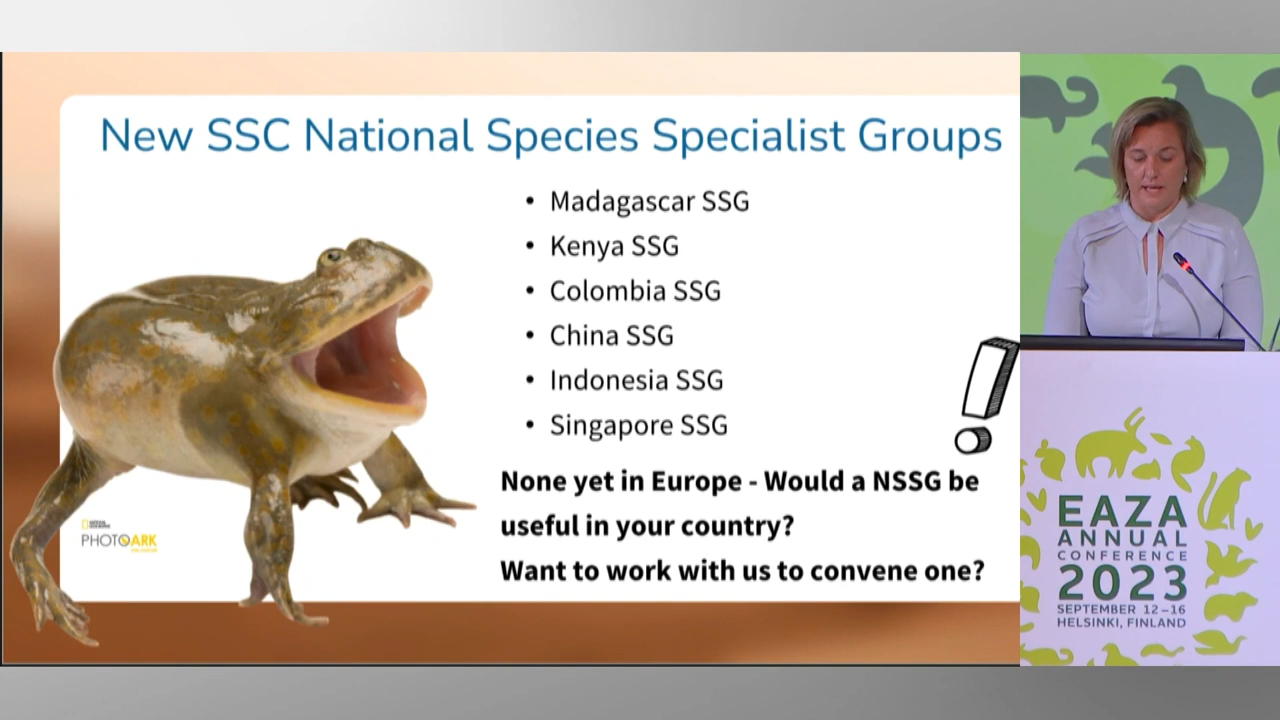 New SSC National Species Specialist Groups
• Madagascar SSG
• Kenya SSG
• Colombia SSG
• China SSG
• Indonesia SSG
• Singapore SSG
None yet in Europe - Would a NSSG be
useful in your country?
Want to work with us to convene one?
NATIONAL
GEOGRAPHIC
PHOTO ARK
EAZA
ANNUAL
CONFERENCE
2023
SEPTEMBER 12–16
HELSINKI, FINLAND